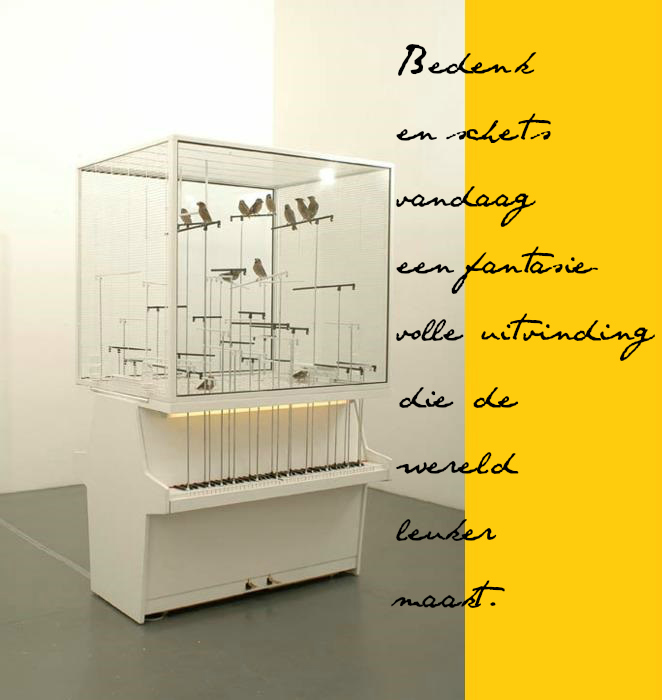 Bedenk
en schets
vandaag
een fantasie-
volle uitvinding
die de
wereld
leuker
maakt.